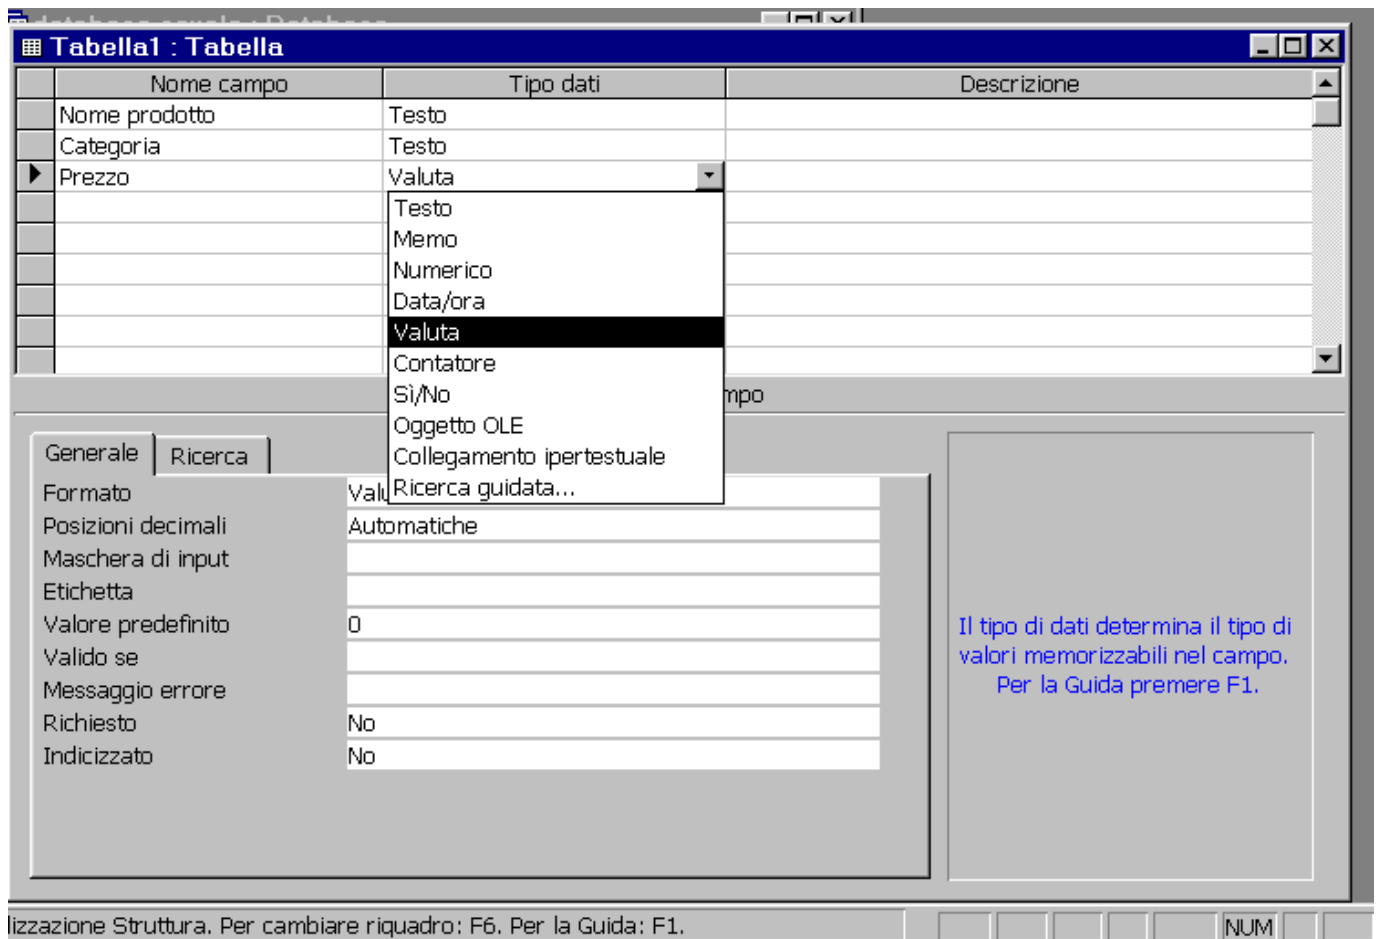 Tabella1 : Tabella
Nome campo Tipo dati Descrizione
Nome prodotto Testo
Categoria Testo
Prezzo Valuta
Testo
Memo
Numerico
Data/ora
Valuta
Contatore
Sì/No
Oggetto OLE
Collegamento ipertestuale
Ricerca guidata...
Generale Ricerca
Formato
Posizioni decimali Automatiche
Maschera di input
Etichetta
Valore predefinito 0
Valido se
Messaggio errore
Richiesto No
Indicizzato No
Il tipo di dati determina il tipo di
valori memorizzabili nel campo.
Per la Guida premere F1.
Struttura. Per cambiare riquadro: F6. Per la Guida: F1.
NUM